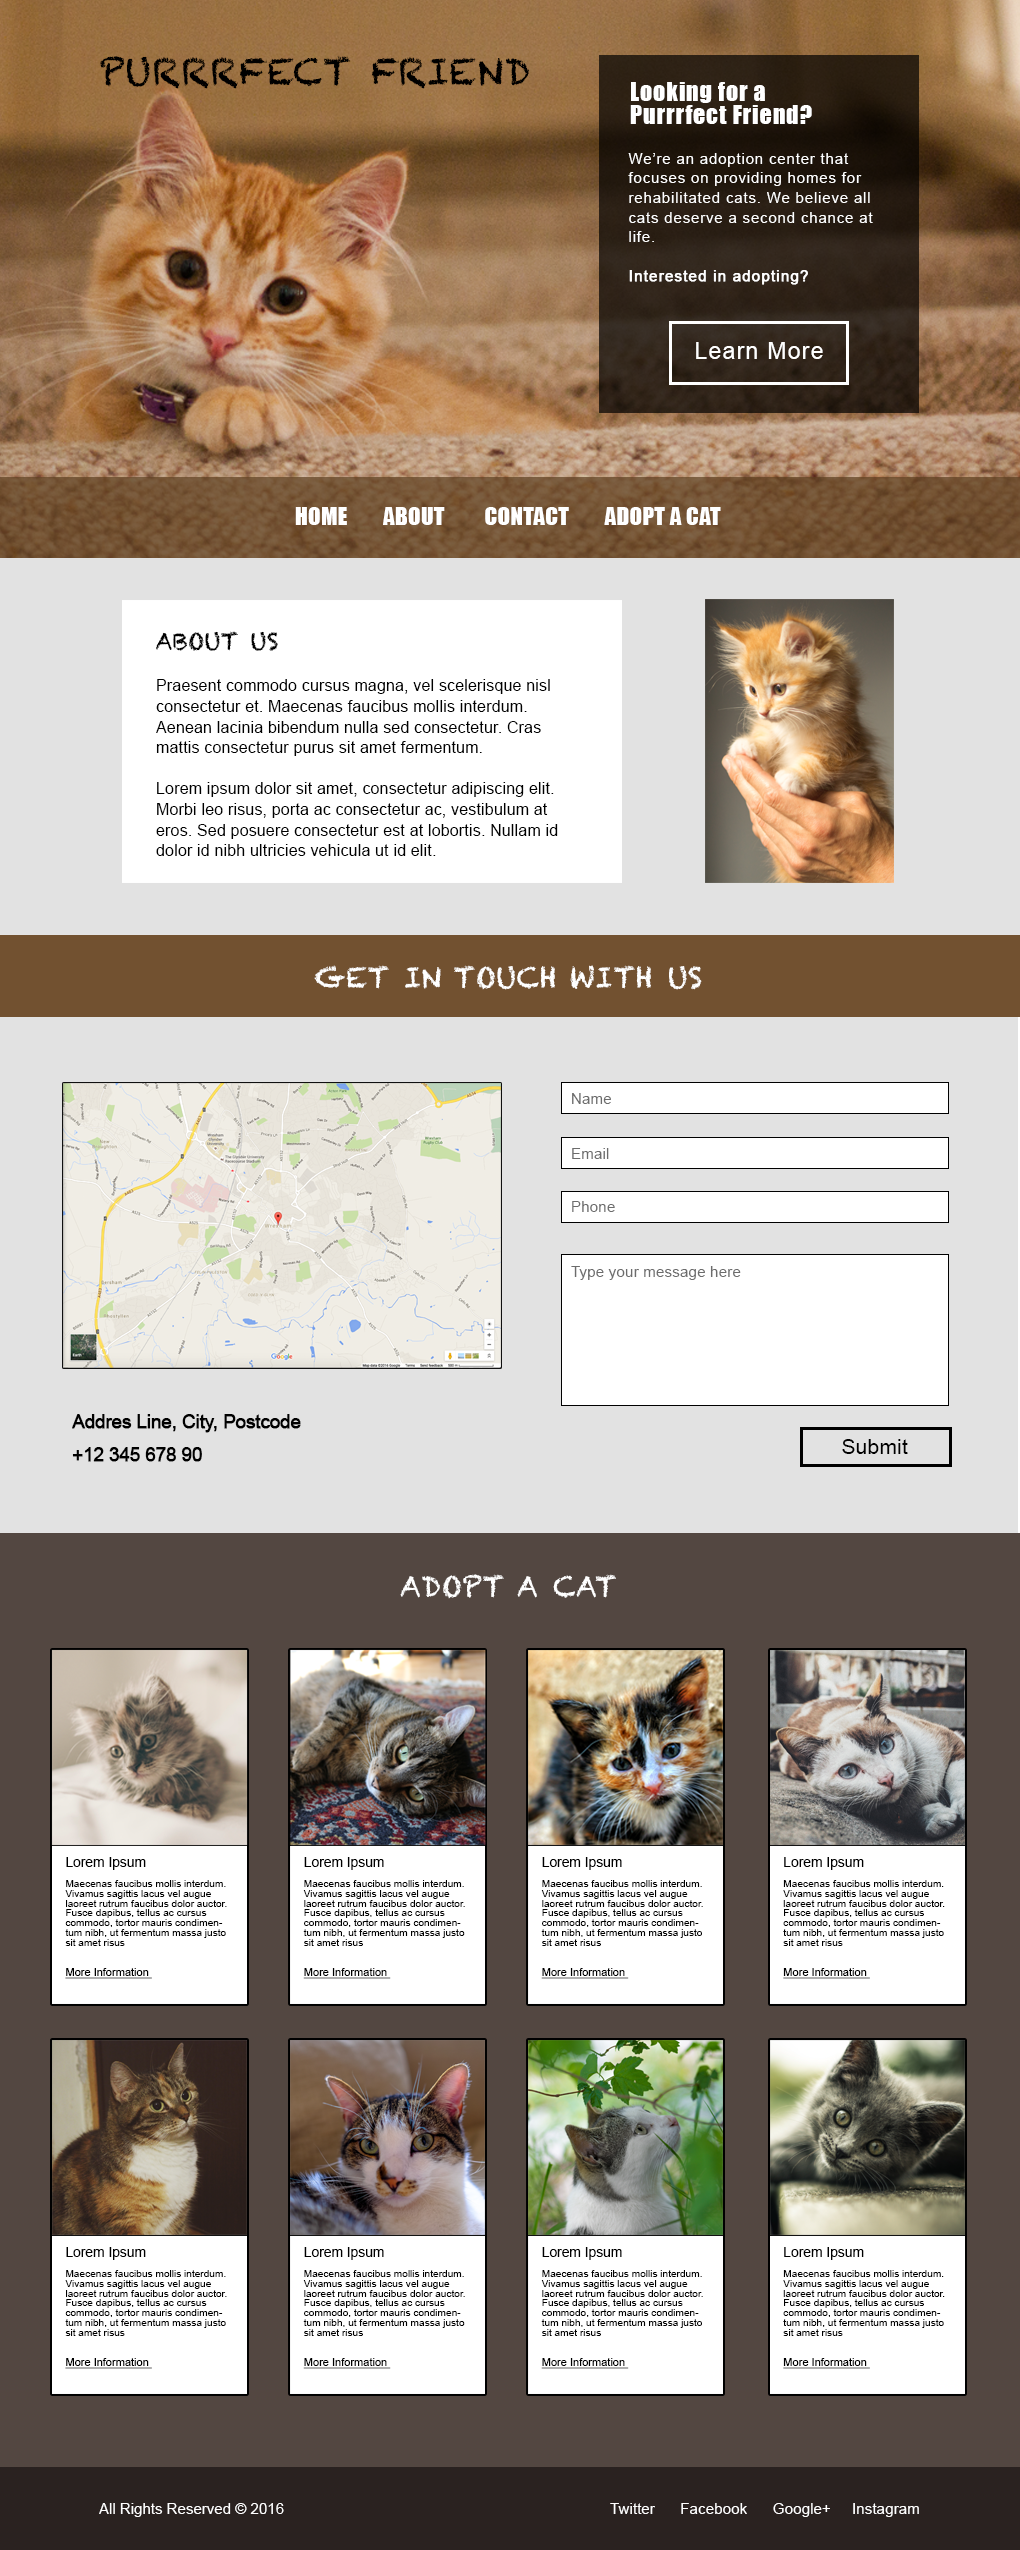 PURRRFECT FRIEND
Looking for a
Purrrfect Friend?
We're an adoption center that
focuses on providing homes for
rehabilitated cats. We believe all
cats deserve a second chance at
life.
Interested in adopting?
Learn More
HOME ABOUT CONTACT ADOPT A CAT
ABOUT US
Praesent commodo cursus magna, vel scelerisque nisl
consectetur et. Maecenas faucibus mollis interdum.
Aenean lacinia bibendum nulla sed consectetur. Cras
mattis consectetur purus sit amet fermentum.
Lorem ipsum dolor sit amet, consectetur adipiscing elit.
Morbi leo risus, porta ac consectetur ac, vestibulum at
eros. Sed posuere consectetur est at lobortis. Nullam id
dolor id nibh ultricies vehicula ut id elit.
GET IN TOUCH WITH US
Wrexham
Google
Addres Line, City, Postcode
+12 345 678 90
Name
Email
Phone
Type your message here
Submit
ADOPT A CAT
Lorem Ipsum
Maecenas faucibus mollis interdum.
Vivamus sagittis lacus vel augue
laoreet rutrum faucibus dolor auctor.
Fusce dapibus, tellus ac cursus
commodo, tortor mauris condimen-
tum nibh, ut fermentum massa justo
sit amet risus
More Information
Lorem Ipsum
Maecenas faucibus mollis interdum.
Vivamus sagittis lacus vel augue
laoreet rutrum faucibus dolor auctor.
Fusce dapibus, tellus ac cursus
commodo, tortor mauris condimen-
tum nibh, ut fermentum massa justo
sit amet risus
More Information
Lorem Ipsum
Maecenas faucibus mollis interdum.
Vivamus sagittis lacus vel augue
laoreet rutrum faucibus dolor auctor.
Fusce dapibus, tellus ac cursus
commodo, tortor mauris condimen-
tum nibh, ut fermentum massa justo
sit amet risus
More Information
Lorem Ipsum
Maecenas faucibus mollis interdum.
Vivamus sagittis lacus vel augue
laoreet rutrum faucibus dolor auctor.
Fusce dapibus, tellus ac cursus
commodo, tortor mauris condimen-
tum nibh, ut fermentum massa justo
sit amet risus
More Information
Lorem Ipsum
Maecenas faucibus mollis interdum.
Vivamus sagittis lacus vel augue
laoreet rutrum faucibus dolor auctor.
Fusce dapibus, tellus ac cursus
commodo, tortor mauris condimen-
tum nibh, ut fermentum massa justo
sit amet risus
More Information
Lorem Ipsum
Maecenas faucibus mollis interdum.
Vivamus sagittis lacus vel augue
laoreet rutrum faucibus dolor auctor.
Fusce dapibus, tellus ac cursus
commodo, tortor mauris condimen-
tum nibh, ut fermentum massa justo
sit amet risus
More Information
Lorem Ipsum
Maecenas faucibus mollis interdum.
Vivamus sagittis lacus vel augue
laoreet rutrum faucibus dolor auctor.
Fusce dapibus, tellus ac cursus
commodo, tortor mauris condimen-
tum nibh, ut fermentum massa justo
sit amet risus
More Information
Lorem Ipsum
Maecenas faucibus mollis interdum.
Vivamus sagittis lacus vel augue
laoreet rutrum faucibus dolor auctor.
Fusce dapibus, tellus ac cursus
commodo, tortor mauris condimen-
tum nibh, ut fermentum massa justo
sit amet risus
More Information
All Rights Reserved © 2016
Twitter Facebook Google+ Instagram